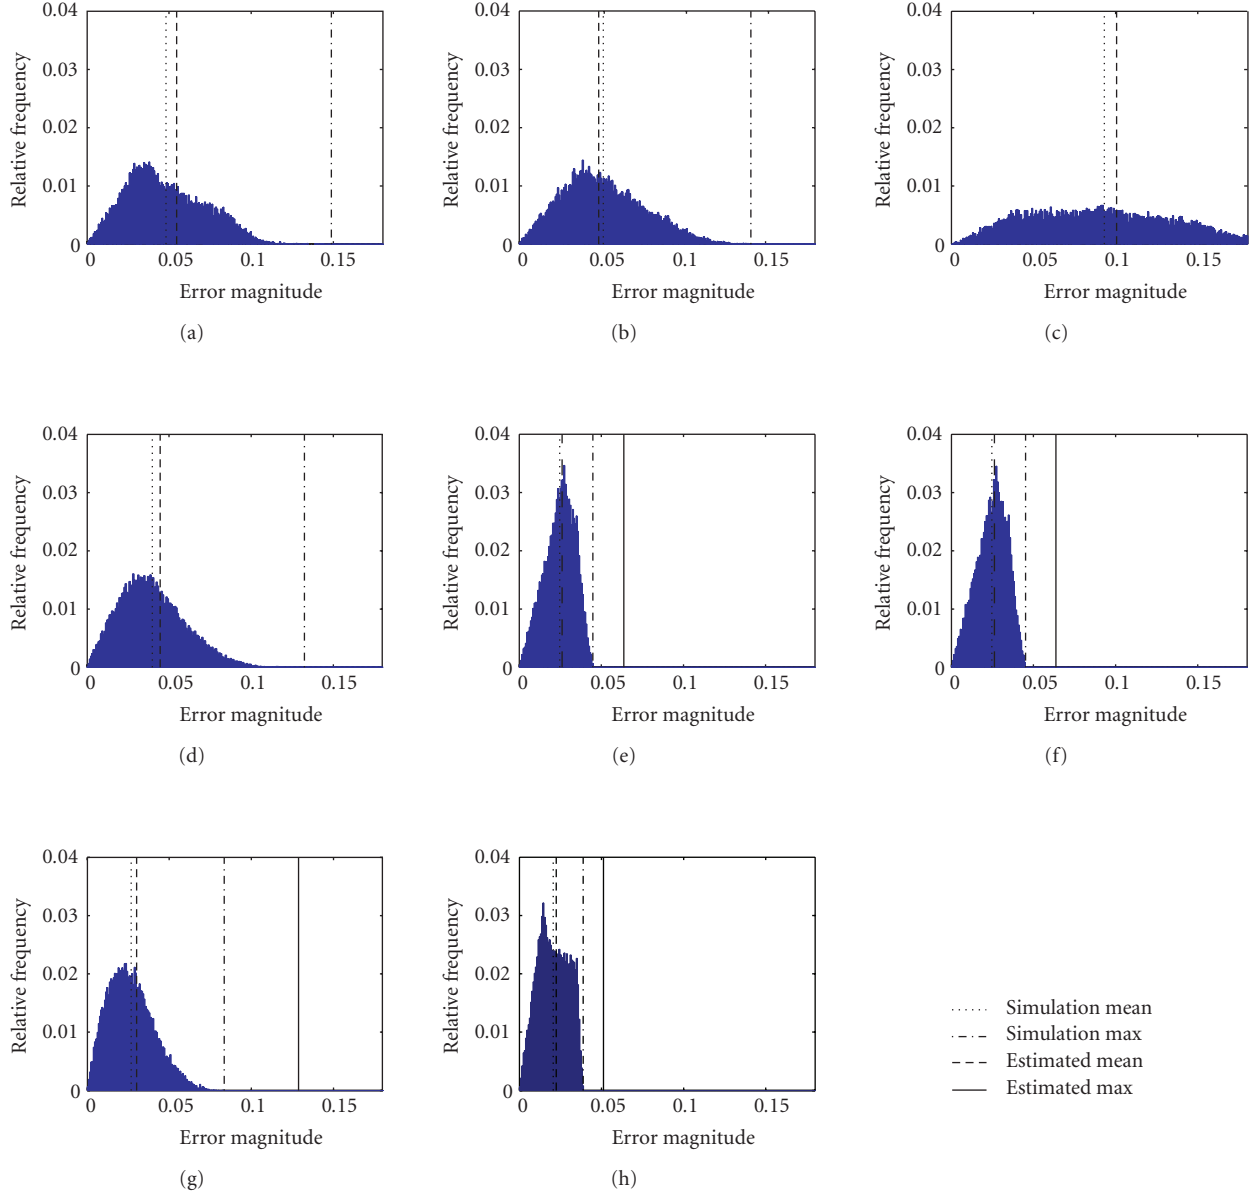 0.04
0.03
0.02
0.01
0
Relative frequency
0 0.05 0.1 0.15
Error magnitude
(a)
0.04
0.03
0.02
0.01
0
Relative frequency
0 0.05 0.1 0.15
Error magnitude
(b)
0.04
0.03
0.02
0.01
0
Relative frequency
0 0.05 0.1 0.15
Error magnitude
(c)
0.04
0.03
0.02
0.01
0
Relative frequency
0 0.05 0.1 0.15
Error magnitude
(d)
0.04
0.03
0.02
0.01
0
Relative frequency
0 0.05 0.1 0.15
Error magnitude
(e)
0.04
0.03
0.02
0.01
0
Relative frequency
0 0.05 0.1 0.15
Error magnitude
(f)
0.04
0.03
0.02
0.01
0
Relative frequency
0 0.05 0.1 0.15
Error magnitude
(g)
0.04
0.03
0.02
0.01
0
Relative frequency
0 0.05 0.1 0.15
Error magnitude
(h)
Simulation mean
Simulation max
Estimated mean
Estimated max